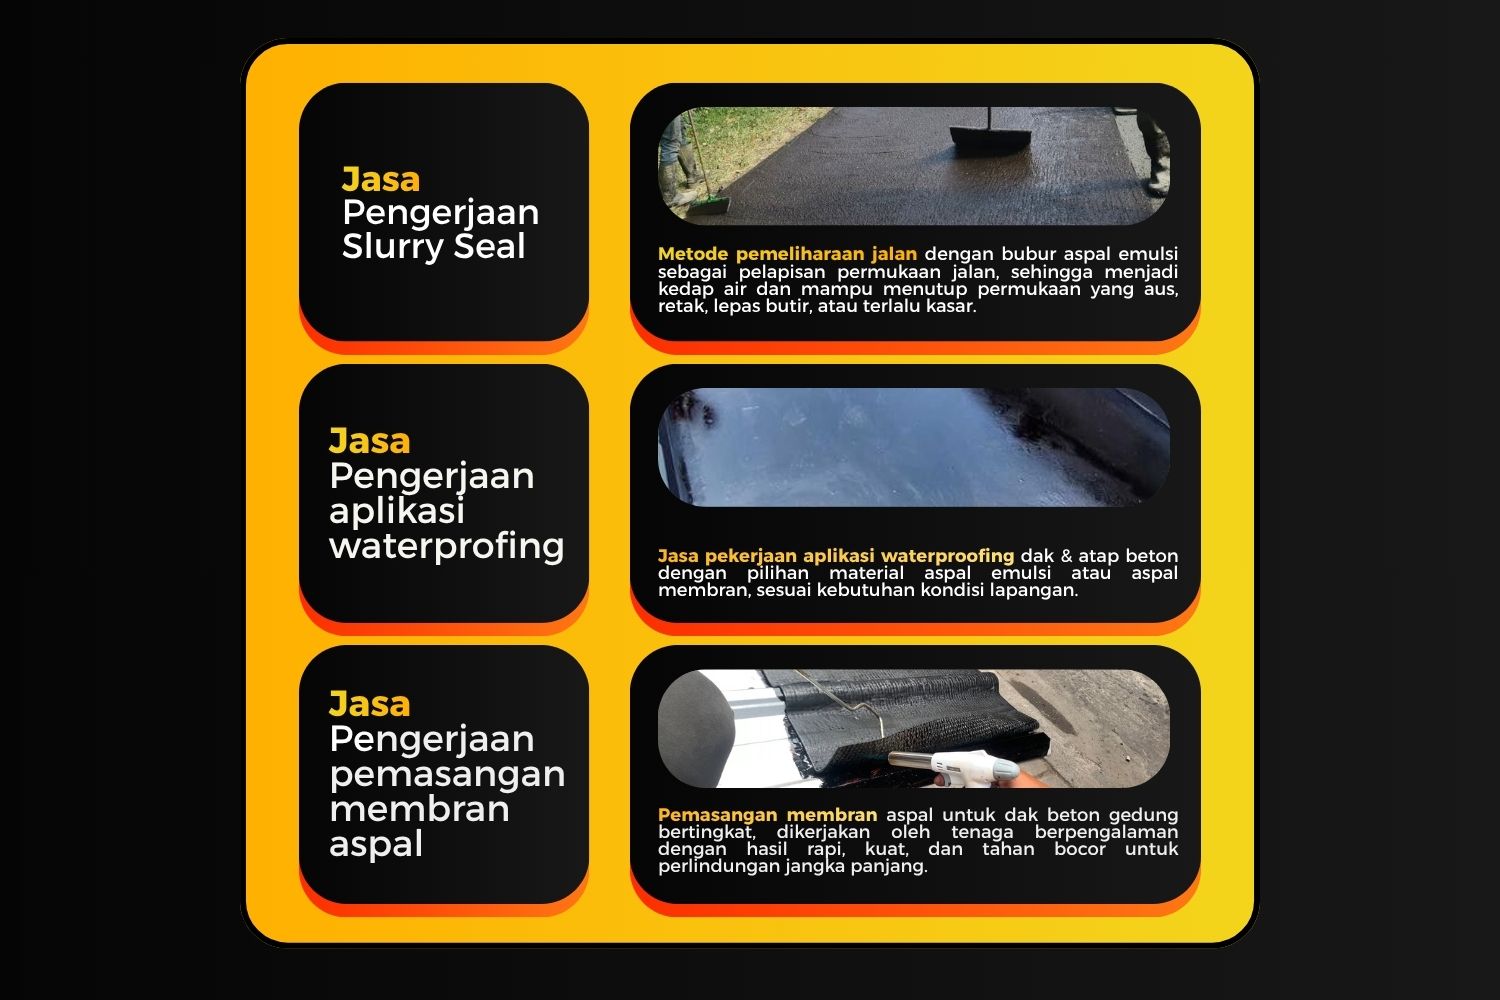 Jasa
Pengerjaan
Slurry Seal
Metode pemeliharaan jalan dengan bubur aspal emulsi
sebagai pelapisan permukaan jalan, sehingga menjadi
kedap air dan mampu menutup permukaan yang aus,
retak, lepas butir, atau terlalu kasar.
Jasa
Pengerjaan
aplikasi
waterprofing
Jasa pekerjaan aplikasi waterproofing dak & atap beton
dengan pilihan material aspal emulsi atau aspal
membran, sesuai kebutuhan kondisi lapangan.
Jasa
Pengerjaan
pemasangan
membran
aspal
Pemasangan membran aspal untuk dak beton gedung
bertingkat, dikerjakan oleh tenaga berpengalaman
dengan hasil rapi, kuat, dan tahan bocor untuk
perlindungan jangka panjang.